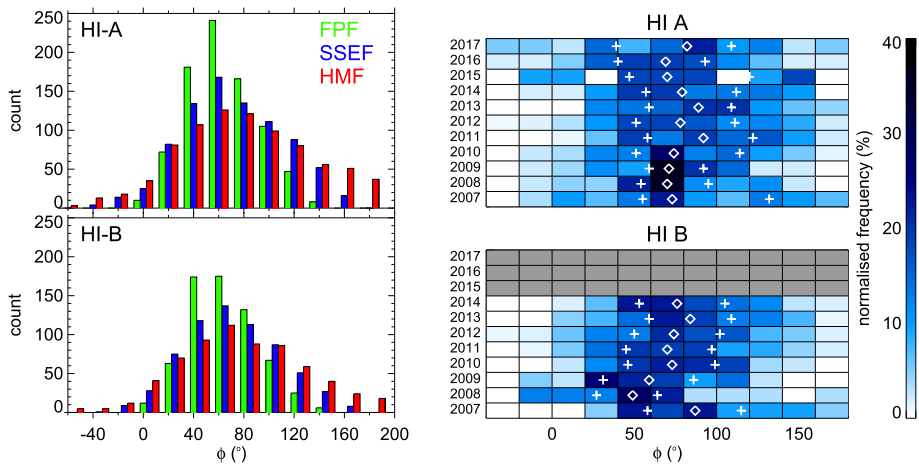 HI-A
FPF
SSEF
HMF
250
200
150
100
50
0
count
HI-B
250
200
150
100
50
0
count
-40 0 40 80 120 160 200
ϕ (°)
HI A
2017
2016
2015
2014
2013
2012
2011
2010
2009
2008
2007
HI B
2017
2016
2015
2014
2013
2012
2011
2010
2009
2008
2007
0 50 100 150
ϕ (°)
normalised frequency (%)
40
30
20
10
0